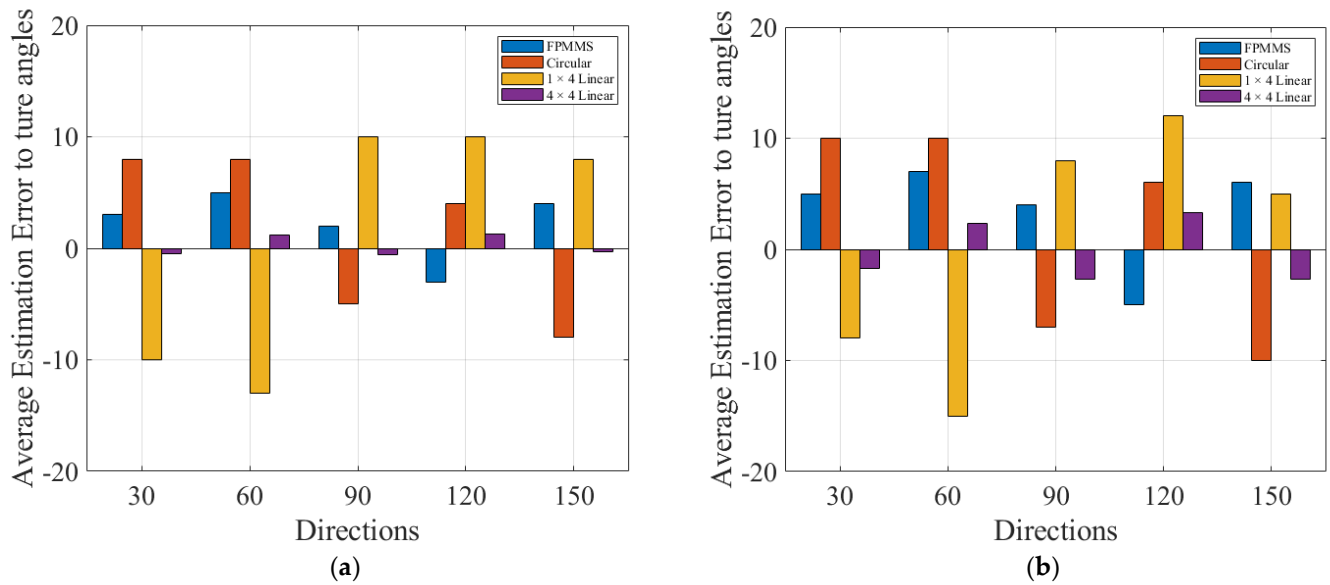 Average Estimation Error to ture angles
20
10
0
-10
-20
FPMMS
Circular
1 × 4 Linear
4 × 4 Linear
30 60 90 120 150
Directions
(a)
Average Estimation Error to ture angles
20
10
0
-10
-20
FPMMS
Circular
1 × 4 Linear
4 × 4 Linear
30 60 90 120 150
Directions
(b)